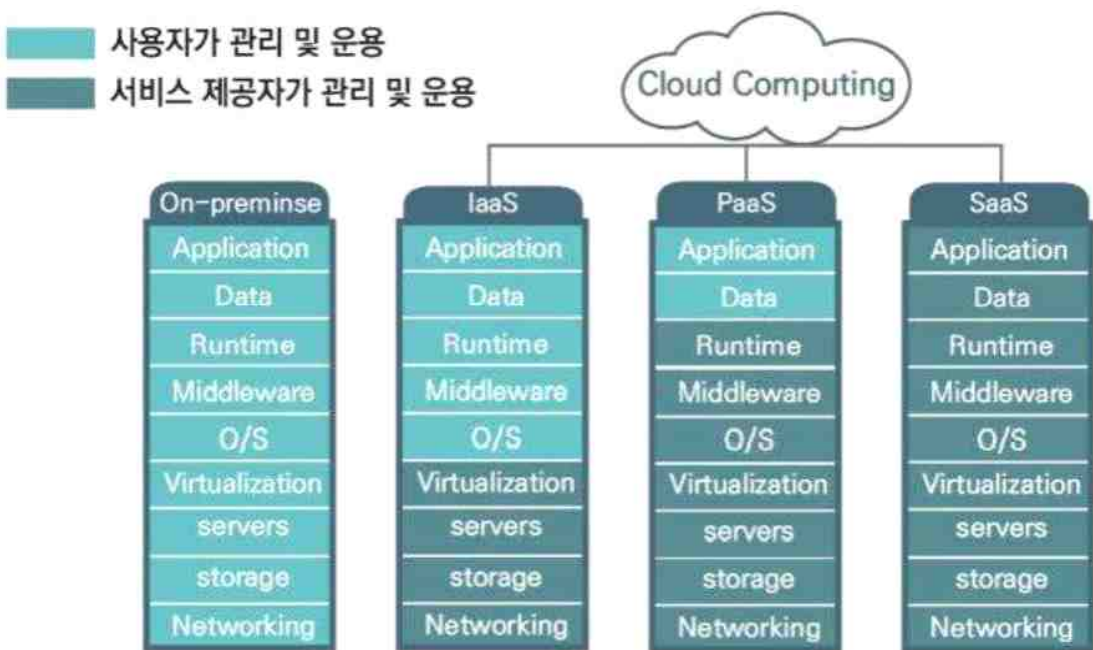 사용자가 관리 및 운용
서비스 제공자가 관리 및 운용
Cloud Computing
On-preminse
Application
Data
Runtime
Middleware
O/S
Virtualization
servers
storage
Networking
IaaS
Application
Data
Runtime
Middleware
O/S
Virtualization
servers
storage
Networking
PaaS
Application
Data
Runtime
Middleware
O/S
Virtualization
servers
storage
Networking
SaaS
Application
Data
Runtime
Middleware
O/S
Virtualization
servers
storage
Networking